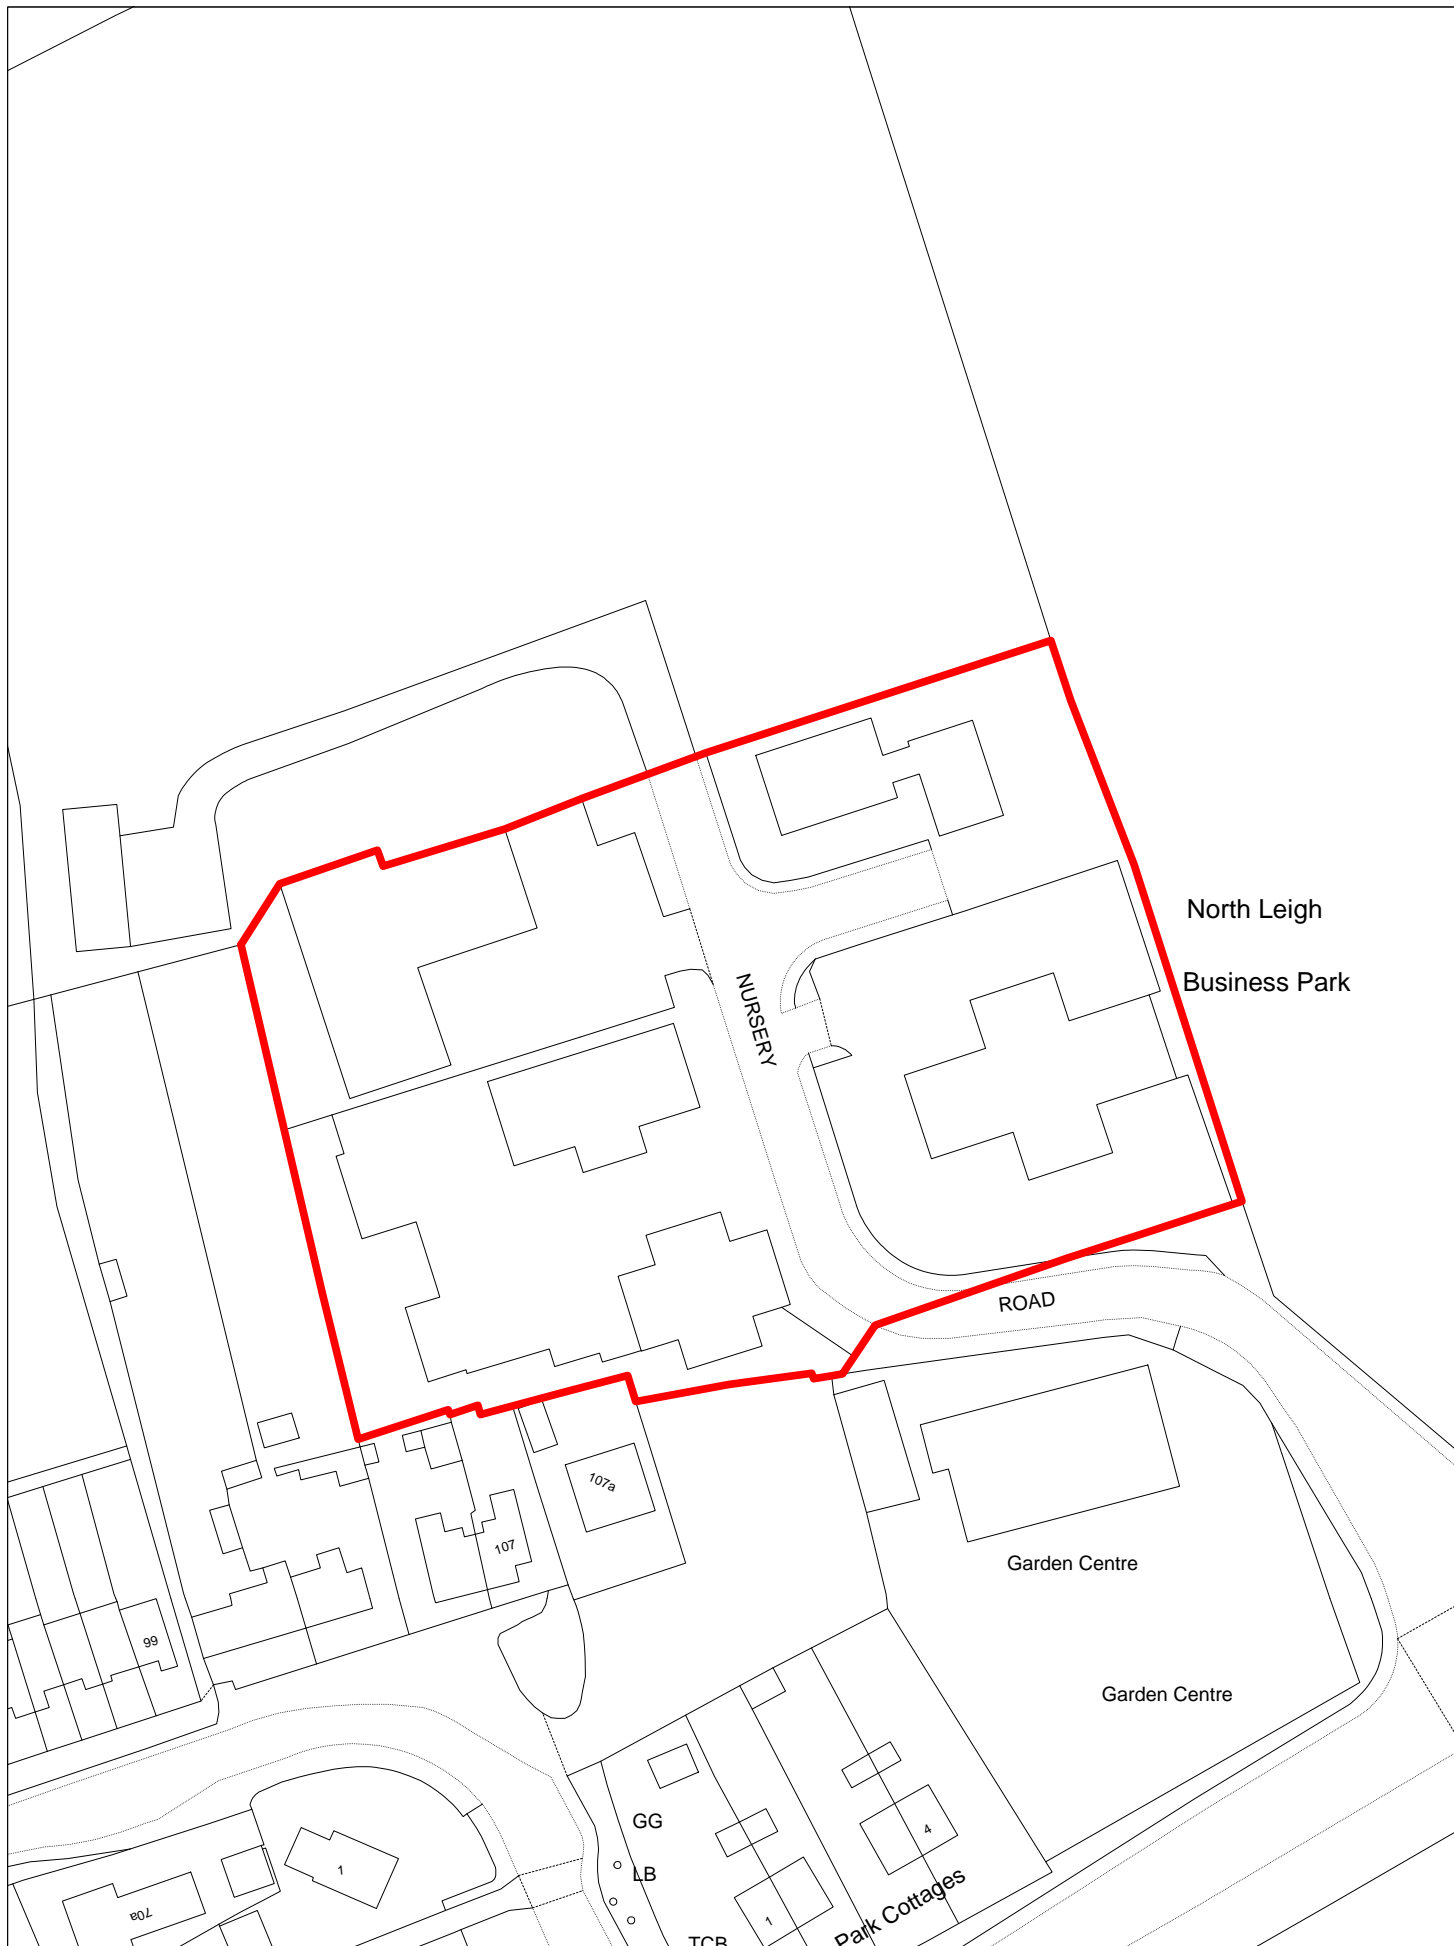 North Leigh
Business Park
NURSERY
ROAD
107a
107
Garden Centre
99
Garden Centre
GG
4
1
LB
1
70a
Park Cottages
TCB